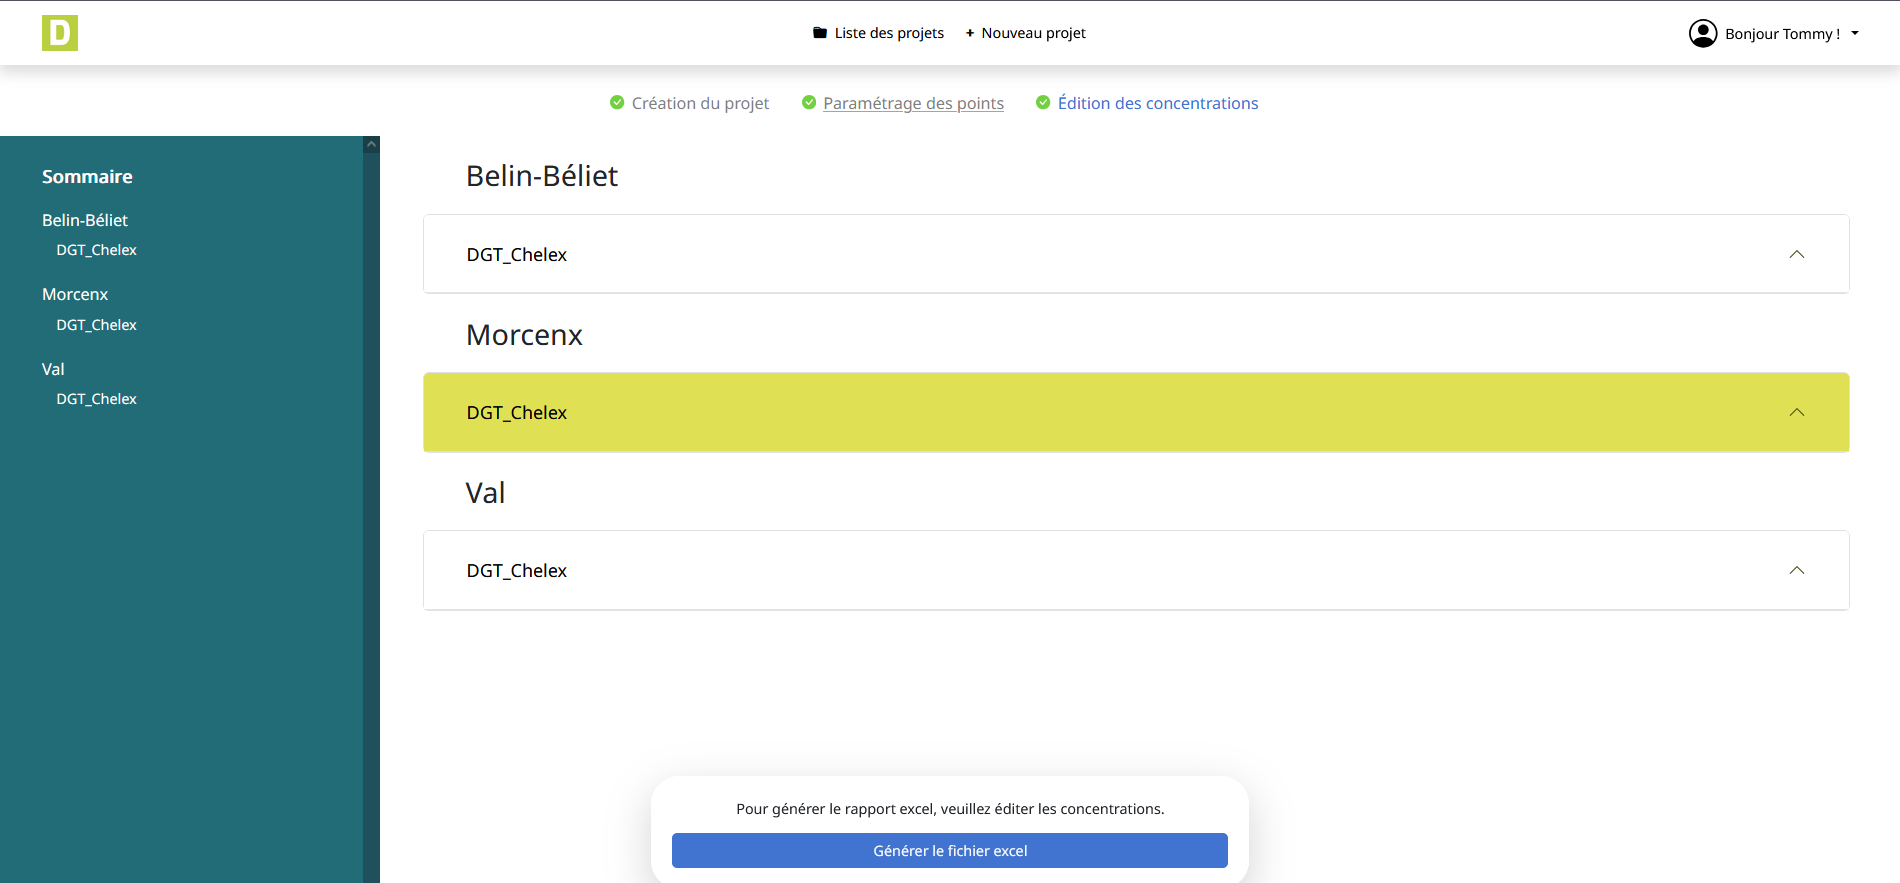 D
Liste des projets
+ Nouveau projet
Bonjour Tommy !
Création du projet
Paramétrage des points
Édition des concentrations
Sommaire
Belin-Béliet
DGT_Chelex
Morcenx
DGT_Chelex
Val
DGT_Chelex
Belin-Béliet
DGT_Chelex
Morcenx
DGT_Chelex
Val
DGT_Chelex
Pour générer le rapport excel, veuillez éditer les concentrations.
Générer le fichier excel